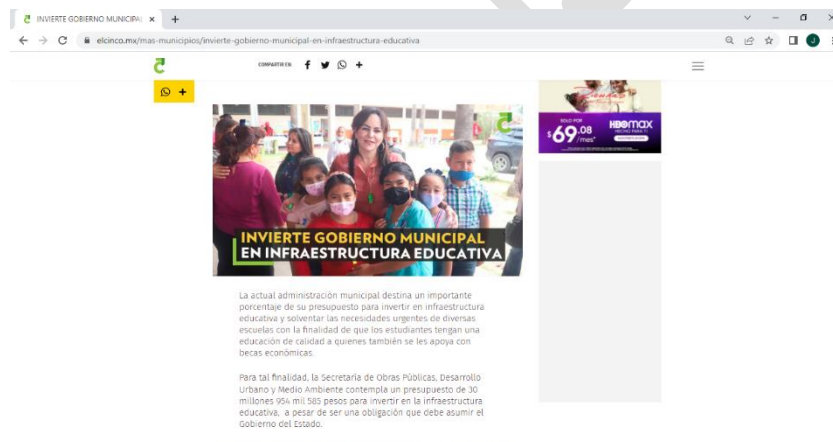 INVIERTE GOBIERNO MUNICIPAL
elcinco.mx/mas-municipios/invierte-gobierno-municipal-en-infraestructura-educativa
J
COMPARTIR EN:
SOLO POR
$69.08
/mes*
HBOmax
INVIERTE GOBIERNO MUNICIPAL
EN INFRAESTRUCTURA EDUCATIVA
La actual administración municipal destina un importante
porcentaje de su presupuesto para invertir en infraestructura
educativa y solventar las necesidades urgentes de diversas
escuelas con la finalidad de que los estudiantes tengan una
educación de calidad a quienes también se les apoya con
becas económicas.
Para tal finalidad, la Secretaría de Obras Públicas, Desarrollo
Urbano y Medio Ambiente contempla un presupuesto de 30
millones 954 mil 585 pesos para invertir en la infraestructura
educativa, a pesar de ser una obligación que debe asumir el
Gobierno del Estado.